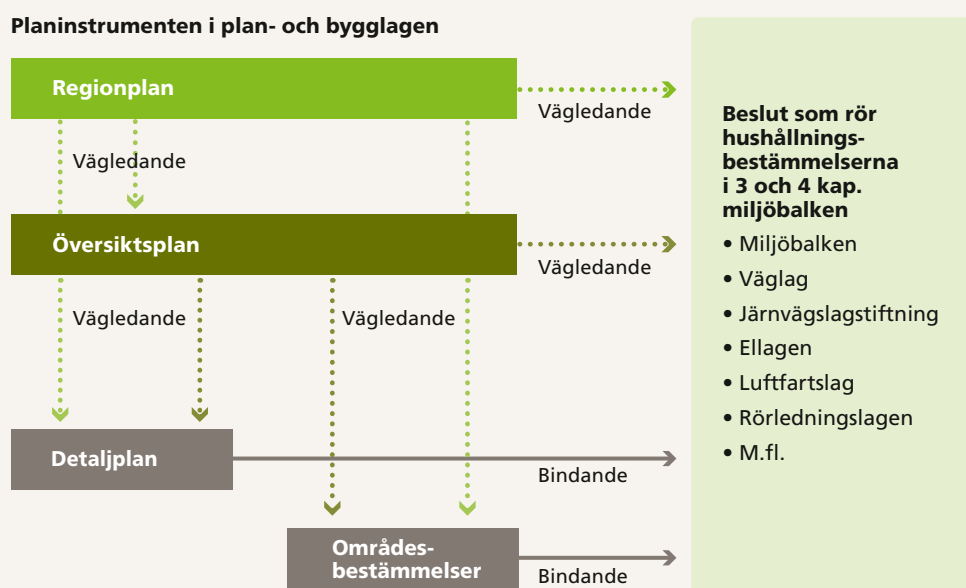 Planinstrumenten i plan- och bygglagen
Regionplan
Vägledande
Vägledande
Översiktsplan
Vägledande
Vägledande
Vägledande
Detaljplan
Bindande
Områdes-
bestämmelser
Bindande
Beslut som rör
hushållnings-
bestämmelserna
i 3 och 4 kap.
miljöbalken
• Miljöbalken
• Väglag
• Järnvägslagstiftning
• Ellagen
• Luftfartslag
• Rörledningslagen
• M.fl.